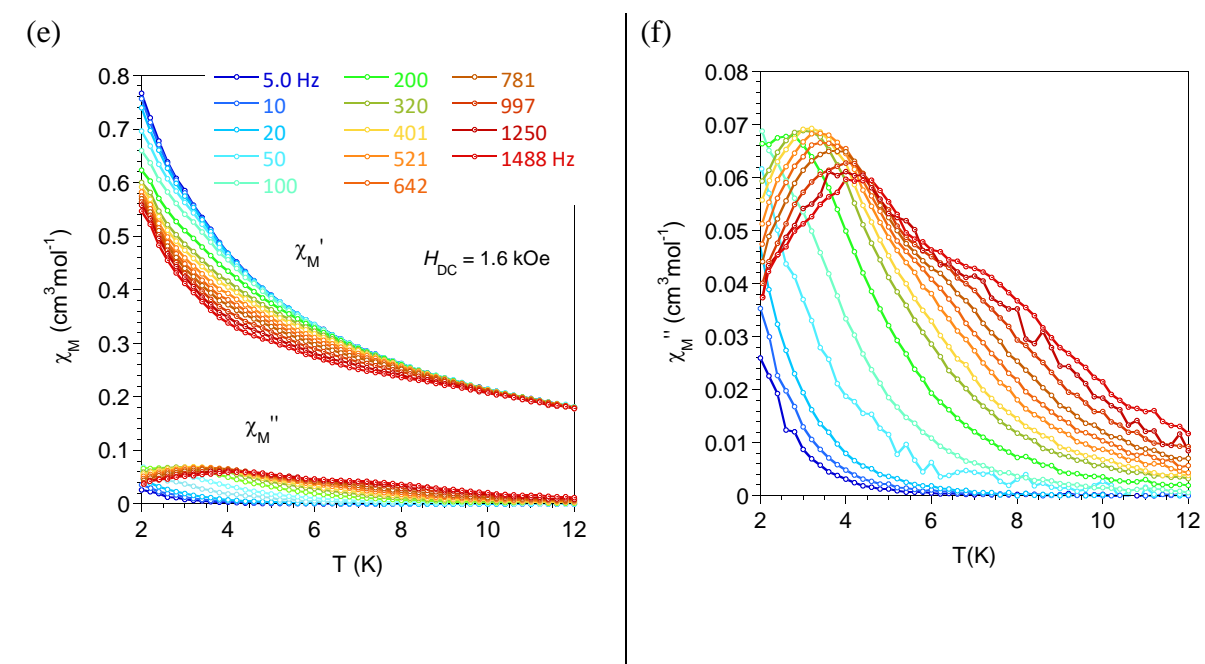 (e)
0.8
0.7
0.6
0.5
0.4
0.3
0.2
0.1
0
χM (cm³mol⁻¹)
5.0 Hz 200 781
10 320 997
20 401 1250
50 521 1488 Hz
100 642
χM'
HDC = 1.6 kOe
χM''
2 4 6 8 10 12
T (K)
(f)
0.08
0.07
0.06
0.05
0.04
0.03
0.02
0.01
0
χM'' (cm³mol⁻¹)
2 4 6 8 10 12
T(K)